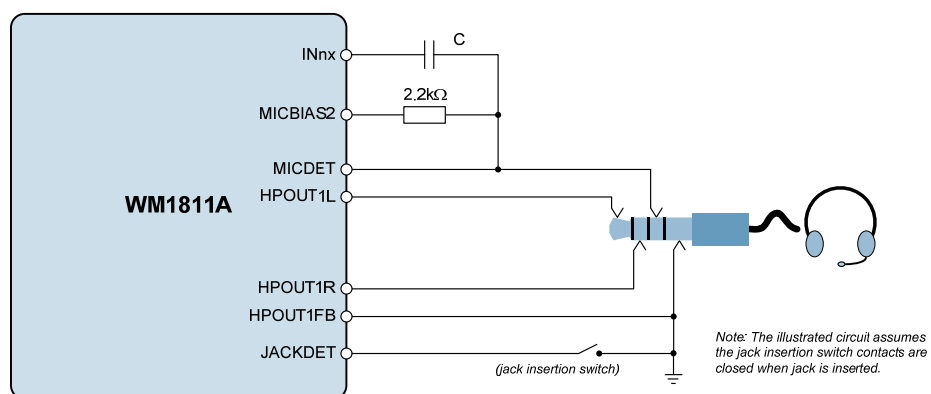 INnx
C
MICBIAS2
2.2kΩ
MICDET
HPOUT1L
WM1811A
HPOUT1R
HPOUT1FB
JACKDET
(jack insertion switch)
Note: The illustrated circuit assumes
the jack insertion switch contacts are
closed when jack is inserted.